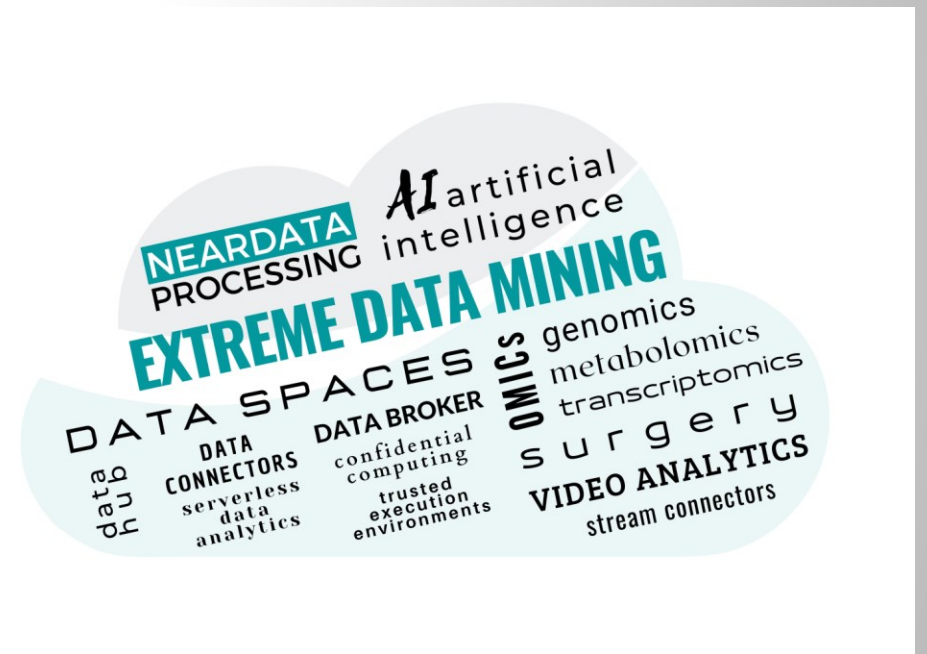 AI artificial
intelligence
NEARDATA
PROCESSING
EXTREME DATA MINING
DATA SPACES
data
hub
DATA
CONNECTORS
serverless
data
analytics
DATA BROKER
confidential
computing
trusted
execution
environments
OMICS
genomics
metabolomics
transcriptomics
surgery
VIDEO ANALYTICS
stream connectors